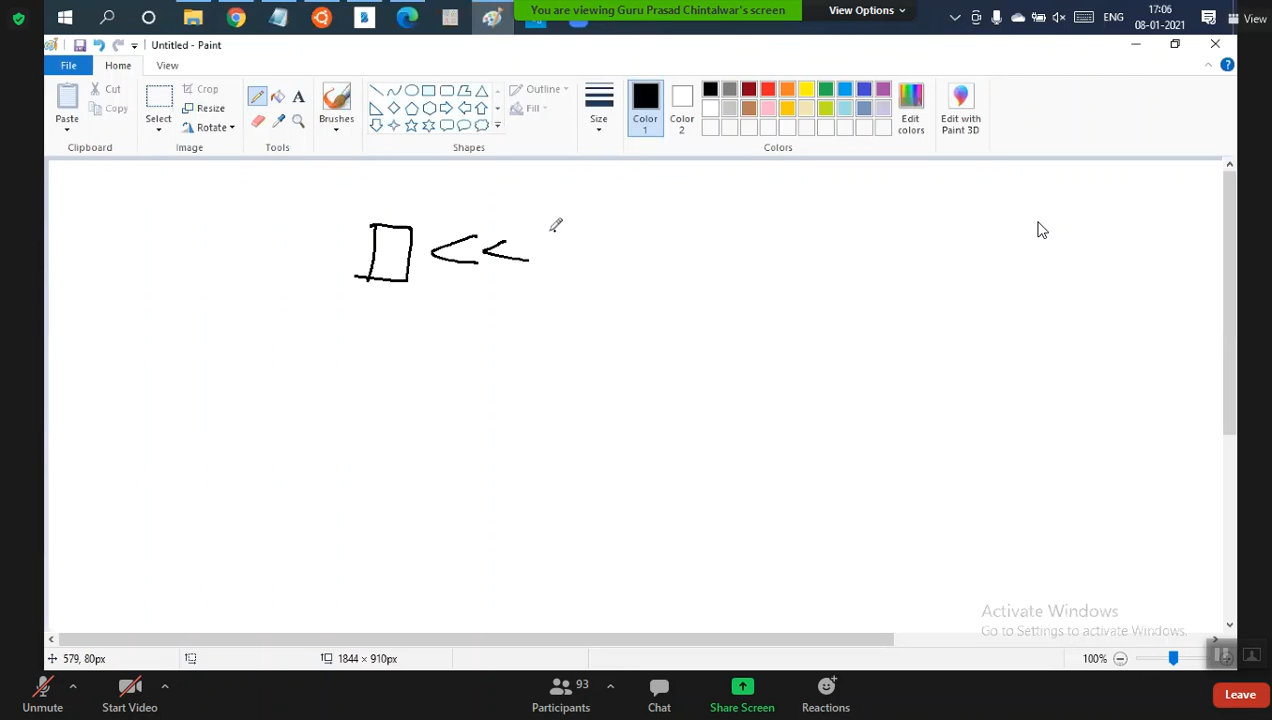 You are viewing Guru Prasad Chintalwar's screen
View Options
ENG
17:06
08-01-2021
View
Untitled - Paint
File
Home
View
Paste
Cut
Copy
Clipboard
Select
Crop
Resize
Rotate
Image
A
Tools
Brushes
Outline
Fill
Shapes
Size
Color 1
Color 2
Edit colors
Colors
Edit with Paint 3D
<<
Activate Windows
Go to Settings to activate Windows.
579, 80px
1844 × 910px
100%
Unmute
Start Video
93
Participants
Chat
Share Screen
Reactions
Leave